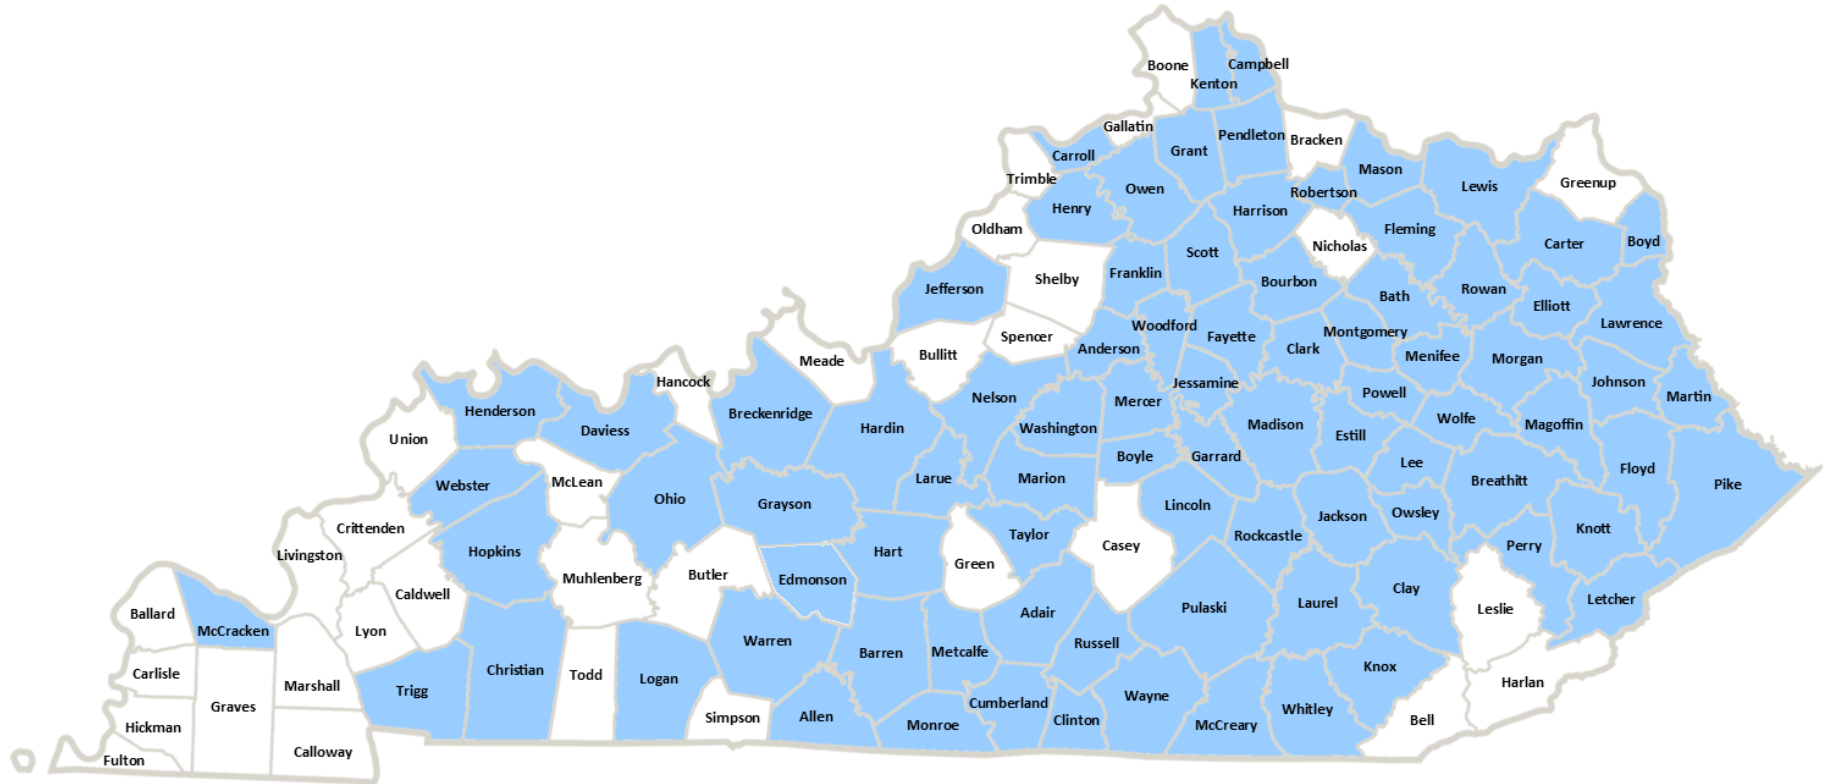 Boone
Campbell
Kenton
Gallatin
Pendleton
Bracken
Grant
Carroll
Mason
Trimble
Owen
Lewis
Greenup
Robertson
Henry
Harrison
Oldham
Fleming
Carter
Boyd
Nicholas
Scott
Franklin
Shelby
Bourbon
Jefferson
Rowan
Bath
Elliott
Woodford
Lawrence
Spencer
Fayette
Montgomery
Anderson
Clark
Bullitt
Menifee
Morgan
Meade
Hancock
Jessamine
Johnson
Powell
Martin
Nelson
Mercer
Henderson
Breckenridge
Wolfe
Madison
Magoffin
Daviess
Hardin
Washington
Estill
Union
Boyle
Garrard
Lee
Floyd
Larue
Marion
McLean
Breathitt
Webster
Pike
Ohio
Grayson
Lincoln
Owsley
Jackson
Crittenden
Knott
Taylor
Rockcastle
Casey
Perry
Hopkins
Hart
Livingston
Green
Butler
Muhlenberg
Edmonson
Clay
Caldwell
Letcher
Laurel
Pulaski
Leslie
Adair
Ballard
McCracken
Lyon
Warren
Russell
Metcalfe
Barren
Knox
Christian
Carlisle
Todd
Logan
Harlan
Marshall
Trigg
Wayne
Cumberland
Graves
Whitley
Allen
Simpson
Clinton
Bell
Monroe
McCreary
Hickman
Calloway
Fulton